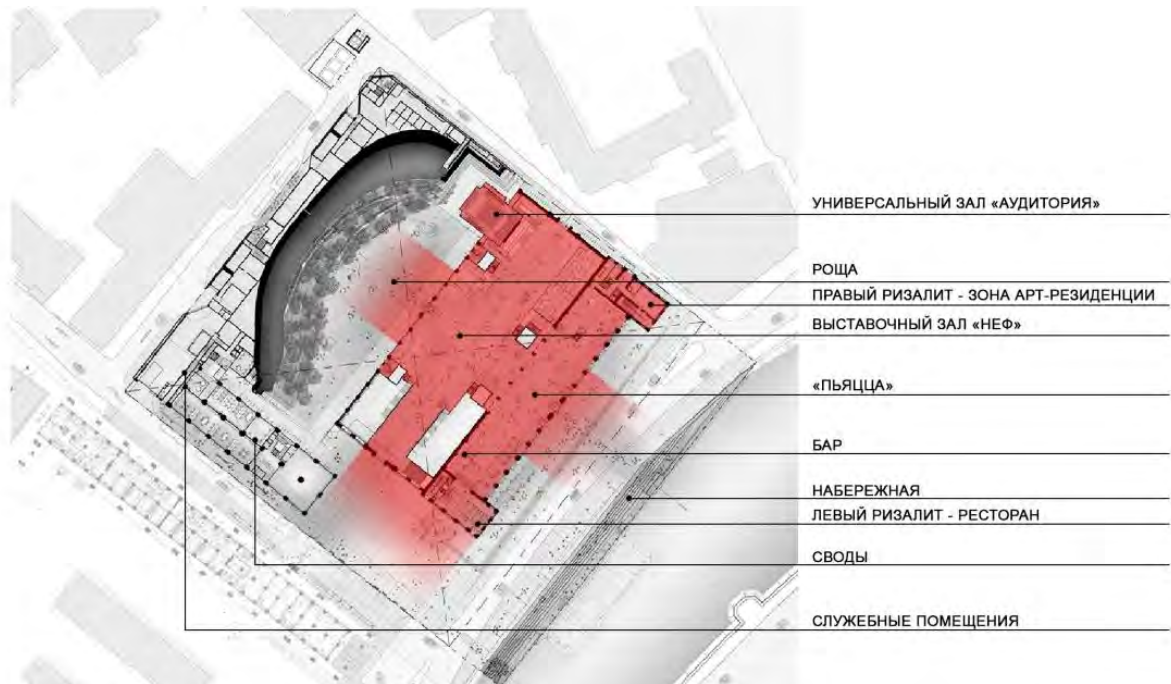 УНИВЕРСАЛЬНЫЙ ЗАЛ «АУДИТОРИЯ»
РОЩА
ПРАВЫЙ РИЗАЛИТ - ЗОНА АРТ-РЕЗИДЕНЦИИ
ВЫСТАВОЧНЫЙ ЗАЛ «НЕФ»
«ПЬЯЦЦА»
БАР
НАБЕРЕЖНАЯ
ЛЕВЫЙ РИЗАЛИТ - РЕСТОРАН
СВОДЫ
СЛУЖЕБНЫЕ ПОМЕЩЕНИЯ